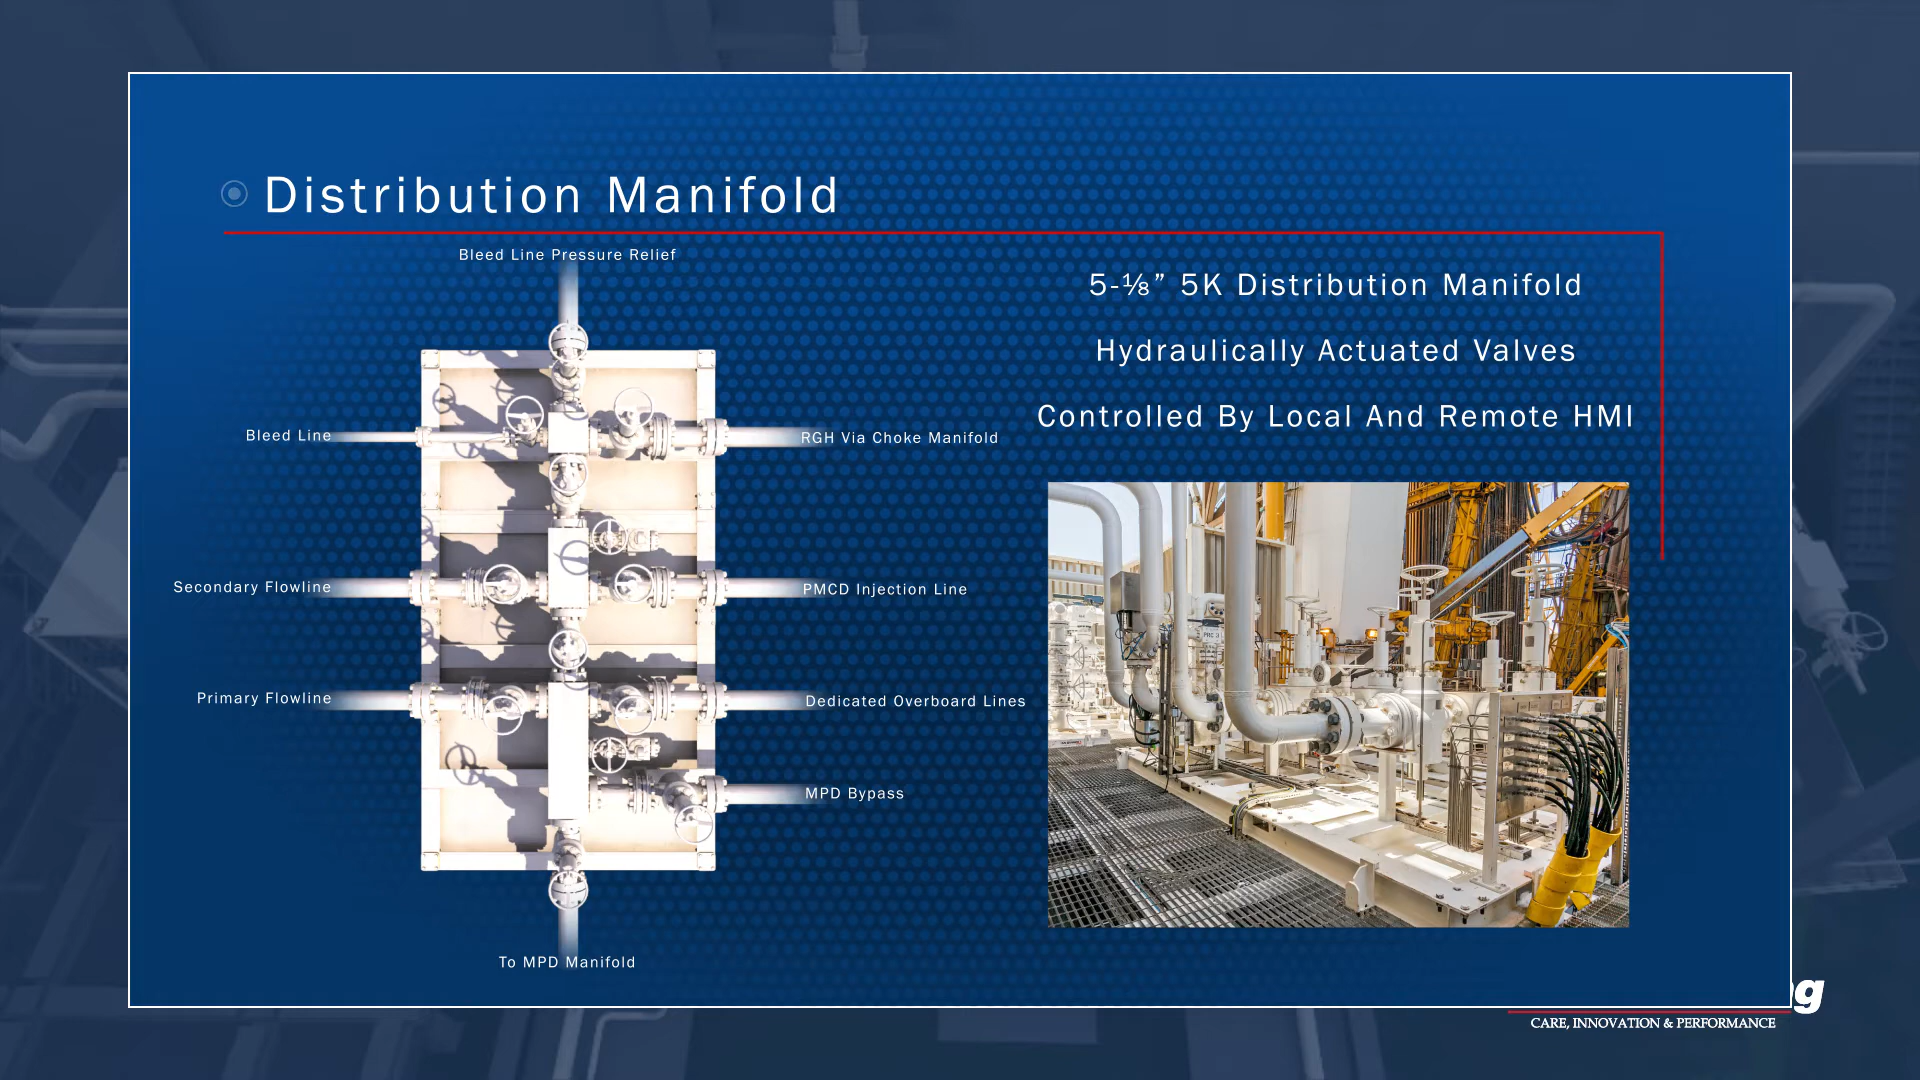 Distribution Manifold
Bleed Line Pressure Relief
5-⅛” 5K Distribution Manifold
Hydraulically Actuated Valves
Controlled By Local And Remote HMI
Bleed Line
RGH Via Choke Manifold
Secondary Flowline
PMCD Injection Line
Primary Flowline
Dedicated Overboard Lines
MPD Bypass
To MPD Manifold
CARE, INNOVATION & PERFORMANCE